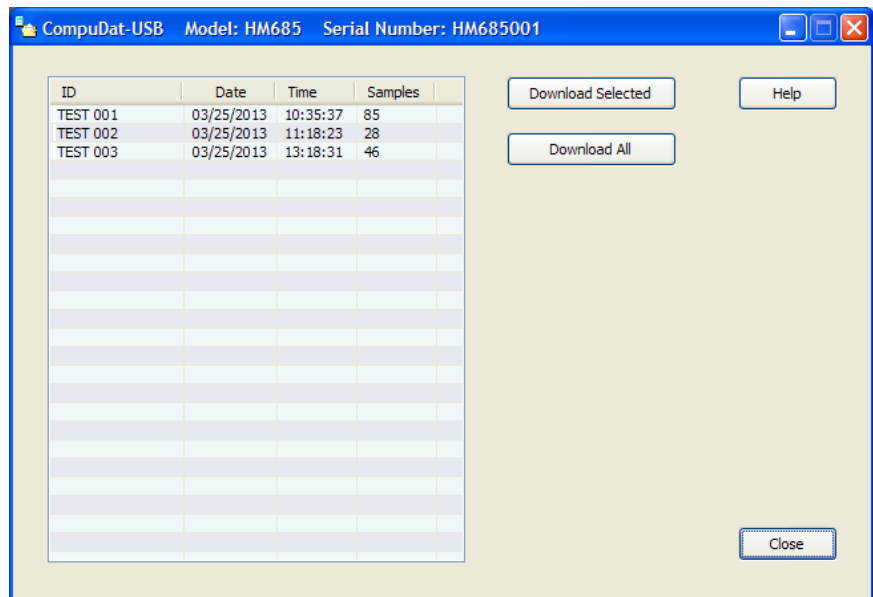 CompuDat-USB Model: HM685 Serial Number: HM685001
ID Date Time Samples
TEST 001 03/25/2013 10:35:37 85
TEST 002 03/25/2013 11:18:23 28
TEST 003 03/25/2013 13:18:31 46
Download Selected
Help
Download All
Close